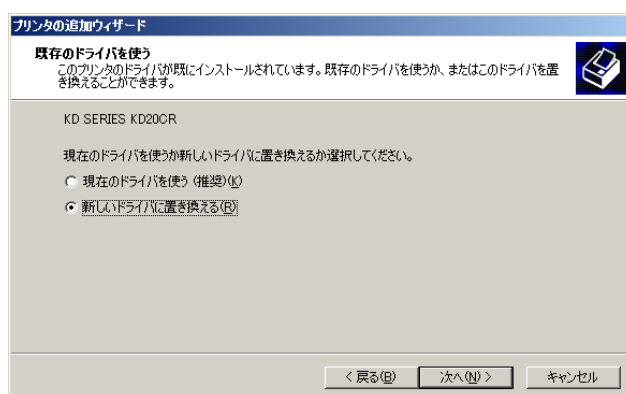 プリンタの追加ウィザード
既存のドライバを使う
このプリンタのドライバが既にインストールされています。既存のドライバを使うか、またはこのドライバを置
き換えることができます。
KD SERIES KD20CR
現在のドライバを使うか新しいドライバに置き換えるか選択してください。
現在のドライバを使う (推奨)(K)
新しいドライバに置き換える(R)
< 戻る(B)
次へ(N) >
キャンセル